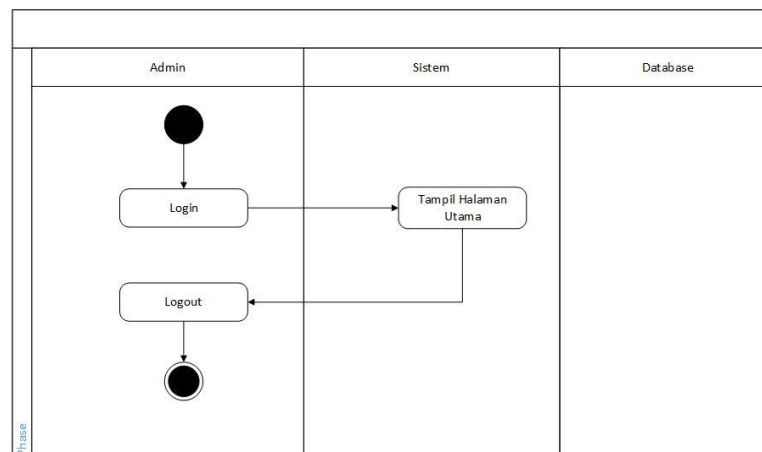 Admin
Sistem
Database
Login
Tampil Halaman
Utama
Logout
Phase